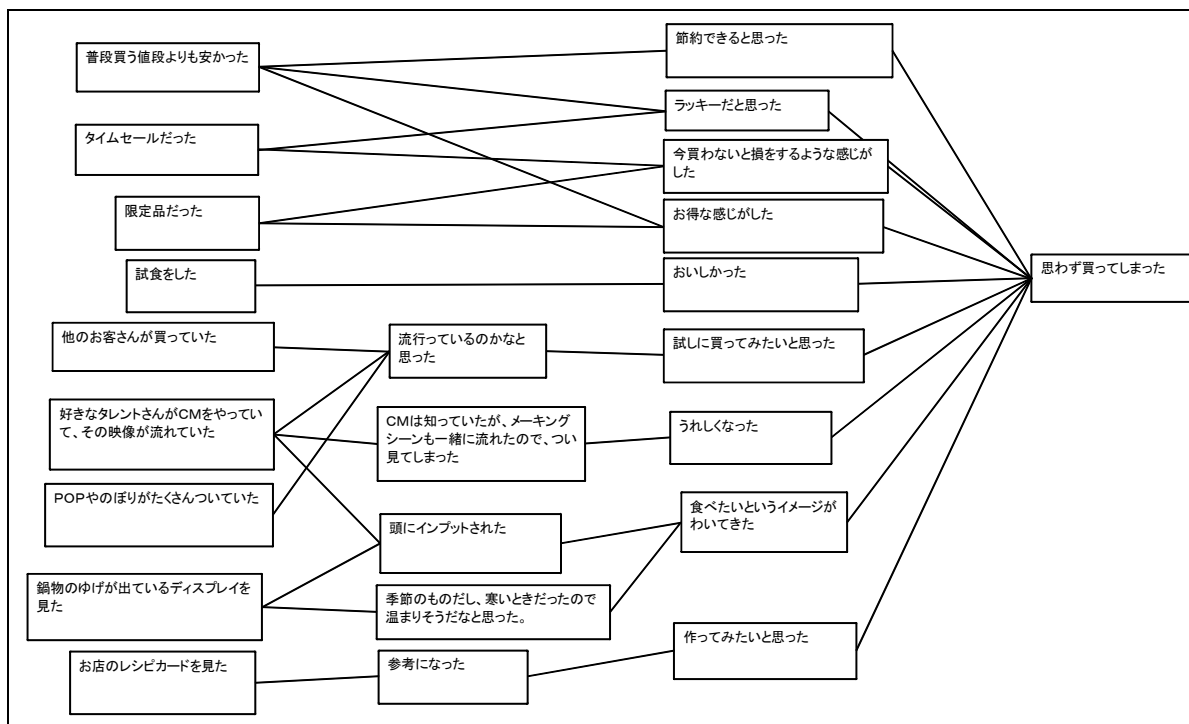 普段買う値段よりも安かった
タイムセールだった
限定品だった
試食をした
他のお客さんが買っていた
好きなタレントさんがCMをやってい
て、その映像が流れていた
POPやのぼりがたくさんついていた
鍋物のゆげが出ているディスプレイを
見た
お店のレシピカードを見た
流行っているのかなと
思った
CMは知っていたが、メーキング
シーンも一緒に流れたので、つい
見てしまった
頭にインプットされた
季節のものだし、寒いときだったので
温まりそうだなと思った。
参考になった
節約できると思った
ラッキーだと思った
今買わないと損をするような感じが
した
お得な感じがした
おいしかった
試しに買ってみたいと思った
うれしくなった
食べたいというイメージが
わいてきた
作ってみたいと思った
思わず買ってしまった